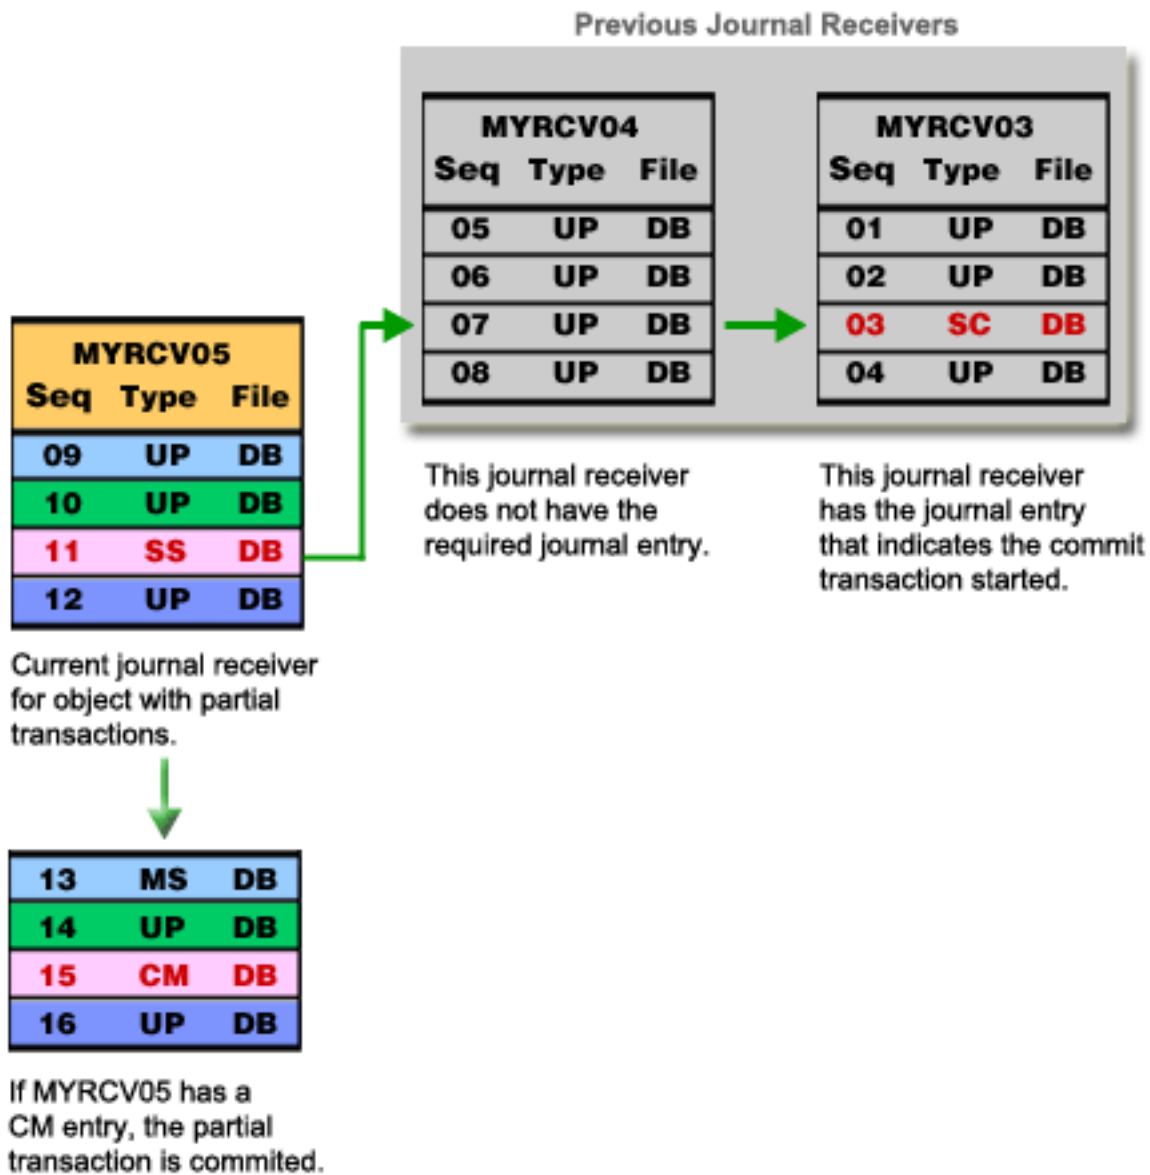 Previous Journal Receivers
MYRCV04
Seq Type File
05 UP DB
06 UP DB
07 UP DB
08 UP DB
This journal receiver
does not have the
required journal entry.
MYRCV03
Seq Type File
01 UP DB
02 UP DB
03 SC DB
04 UP DB
This journal receiver
has the journal entry
that indicates the commit
transaction started.
MYRCV05
Seq Type File
09 UP DB
10 UP DB
11 SS DB
12 UP DB
Current journal receiver
for object with partial
transactions.
13 MS DB
14 UP DB
15 CM DB
16 UP DB
If MYRCV05 has a
CM entry, the partial
transaction is commited.